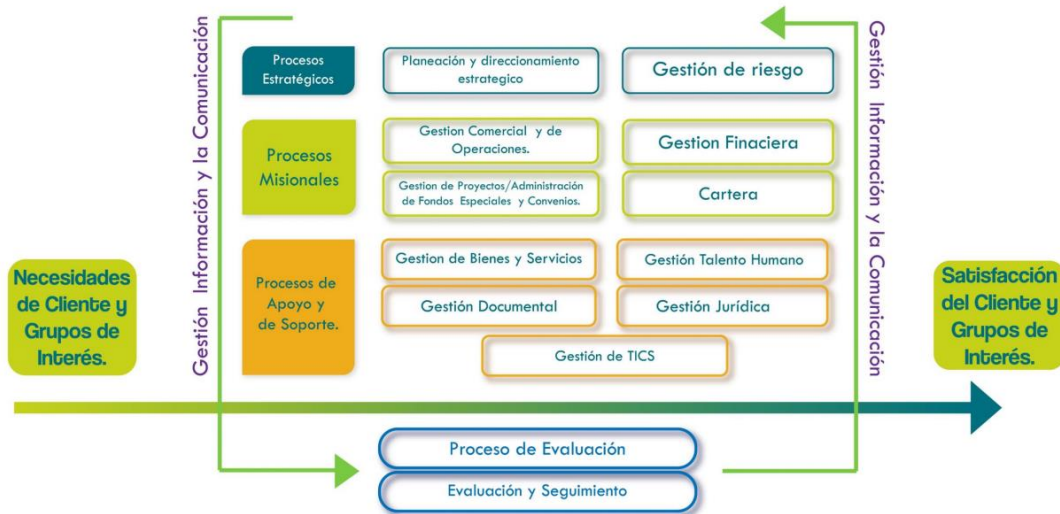 Gestión Información y la Comunicación
Procesos
Estratégicos
Planeación y direccionamiento
estrategico
Gestión de riesgo
Procesos
Misionales
Gestion Comercial y de
Operaciones.
Gestion Finaciera
Gestion de Proyectos/Administración
de Fondos Especiales y Convenios.
Cartera
Procesos de
Apoyo y
de Soporte.
Gestion de Bienes y Servicios
Gestión Talento Humano
Gestión Documental
Gestión Jurídica
Gestión de TICS
Gestión Información y la Comunicación
Necesidades
de Cliente y
Grupos de
Interés.
Satisfacción
del Cliente y
Grupos de
Interés.
Proceso de Evaluación
Evaluación y Seguimiento